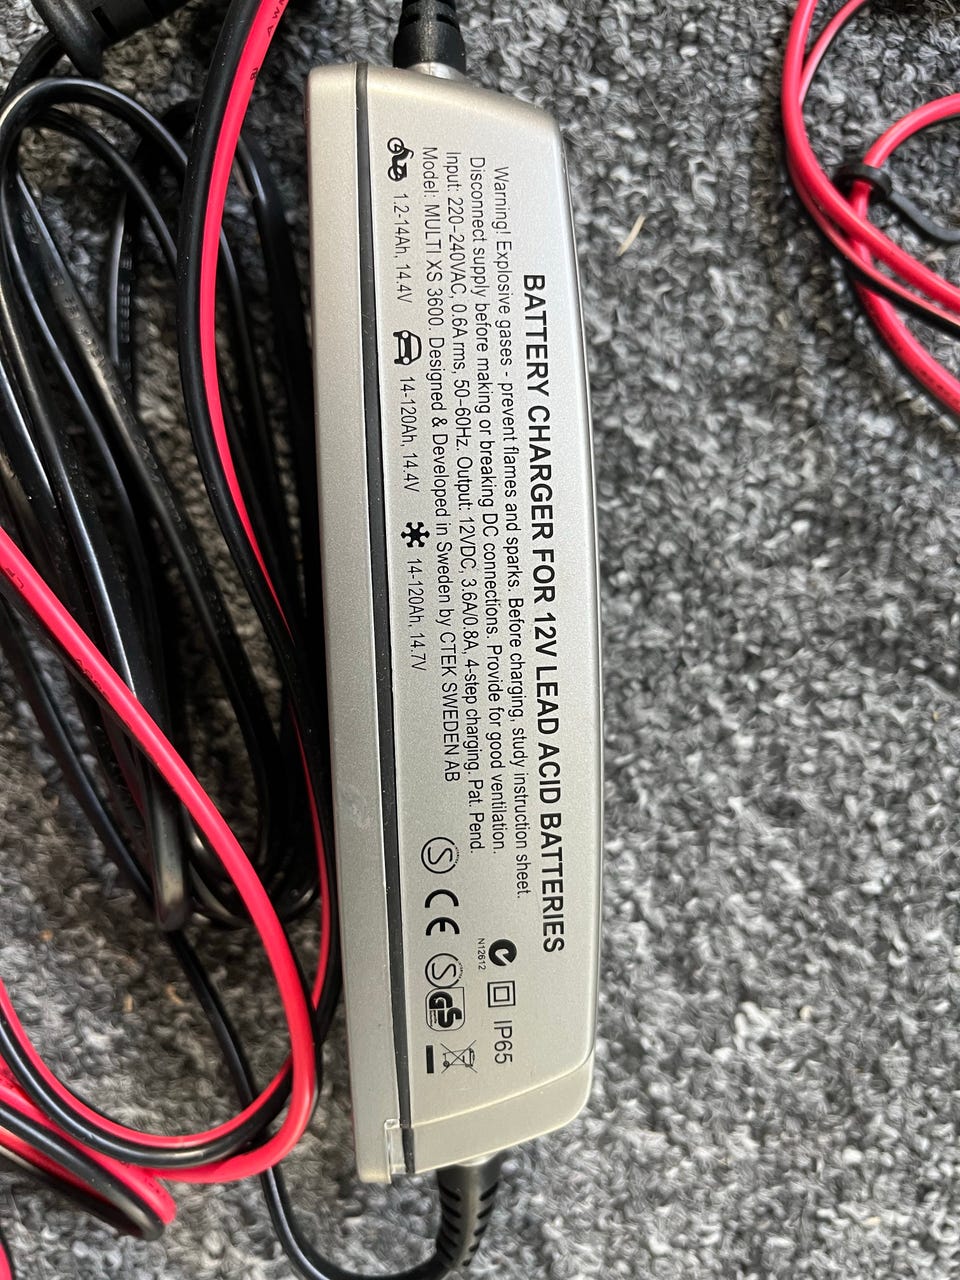 BATTERY CHARGER FOR 12V LEAD ACID BATTERIES
Warning! Explosive gases - prevent flames and sparks. Before charging, study instruction sheet.
Disconnect supply before making or breaking DC connections. Provide for good ventilation.
Input: 220-240VAC, 0.6A rms, 50-60Hz. Output: 12VDC, 3.6A/0.8A, 4-step charging. Pat. Pend.
Model: MULTI XS 3600. Designed & Developed in Sweden by CTEK SWEDEN AB
1.2-14Ah, 14.4V 14-120Ah, 14.4V 14-120Ah, 14.7V
N12612
IP65
S CE S GS